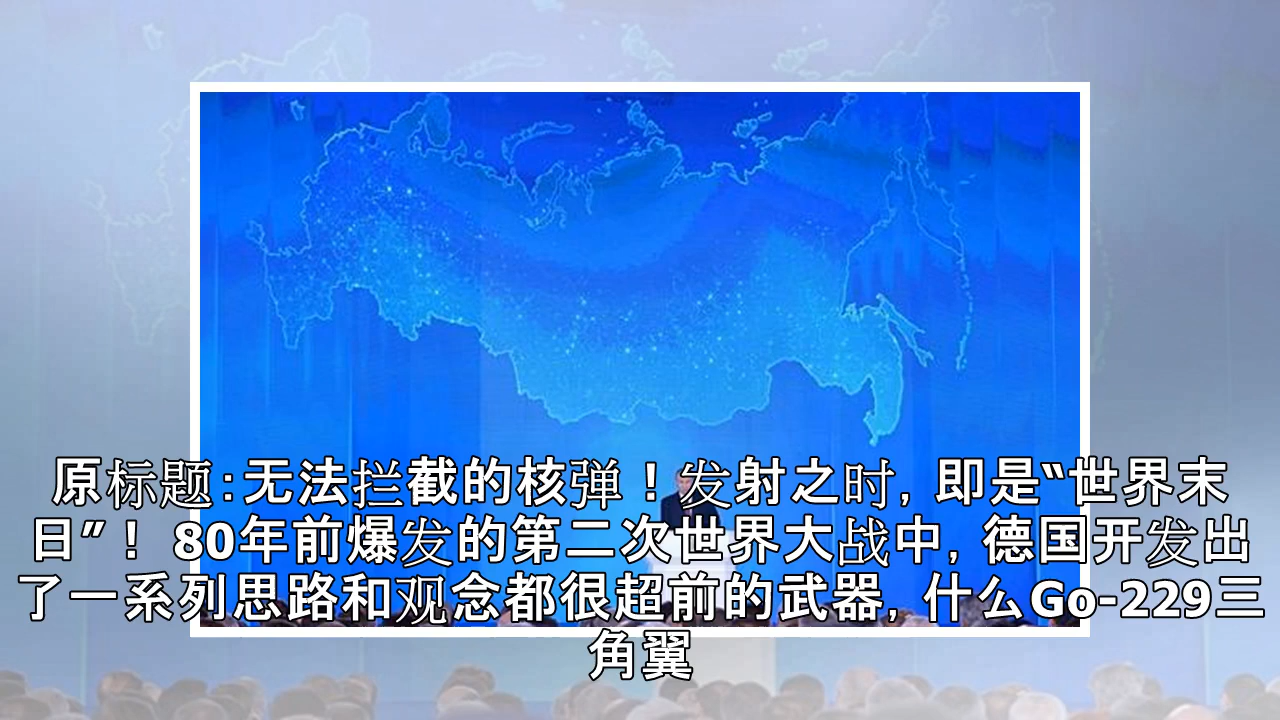 原标题:无法拦截的核弹！发射之时, 即是“世界末
日”！ 80年前爆发的第二次世界大战中, 德国开发出
了一系列思路和观念都很超前的武器, 什么Go-229三
角翼